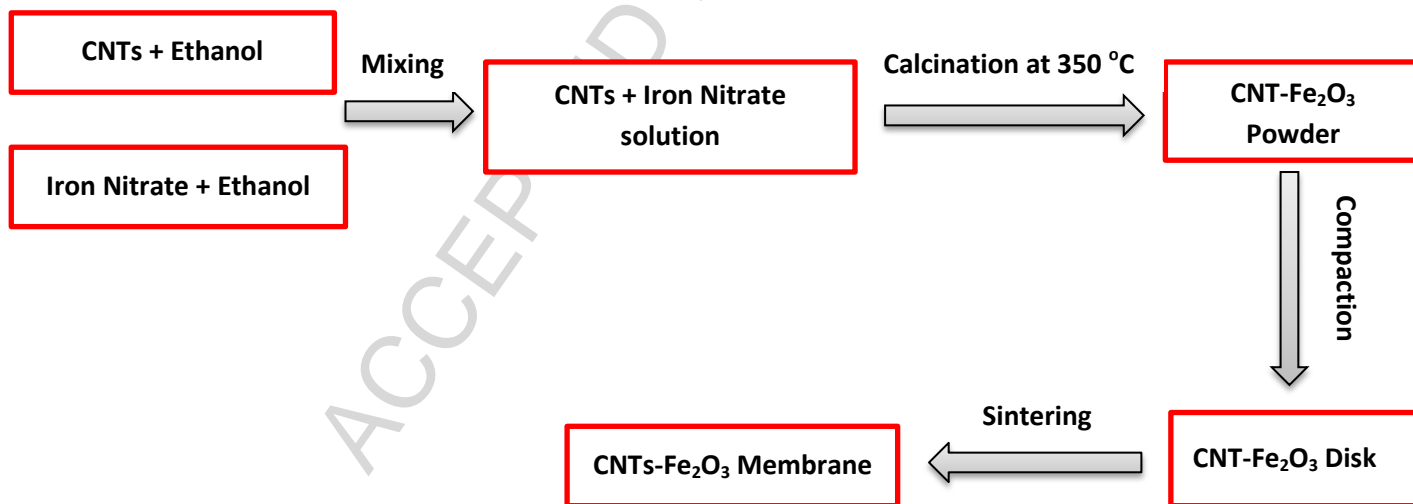 CNTs + Ethanol
Mixing
Calcination at 350 °C
CNTs + Iron Nitrate
solution
CNT-Fe₂O₃
Powder
Iron Nitrate + Ethanol
Compaction
Sintering
CNTs-Fe₂O₃ Membrane
CNT-Fe₂O₃ Disk